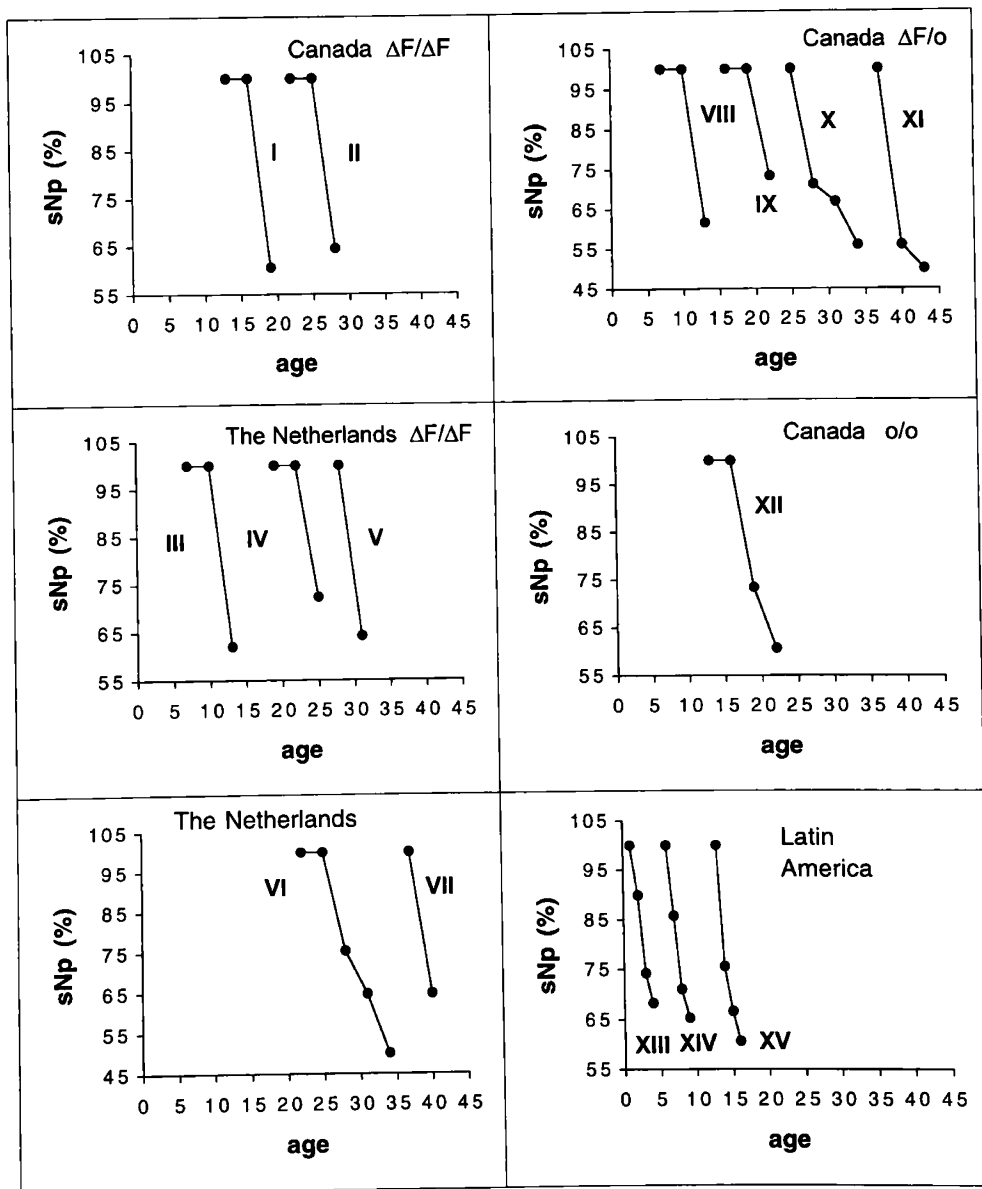 Canada ΔF/ΔF
sNp (%)
105
95
85
75
65
55
I
II
0 5 10 15 20 25 30 35 40 45
age
Canada ΔF/o
sNp (%)
105
95
85
75
65
55
45
VIII
IX
X
XI
0 5 10 15 20 25 30 35 40 45
age
The Netherlands ΔF/ΔF
sNp (%)
105
95
85
75
65
55
III
IV
V
0 5 10 15 20 25 30 35 40 45
age
Canada o/o
sNp (%)
105
95
85
75
65
55
XII
0 5 10 15 20 25 30 35 40 45
age
The Netherlands
sNp (%)
105
95
85
75
65
55
45
VI
VII
0 5 10 15 20 25 30 35 40 45
age
Latin
America
sNp (%)
105
95
85
75
65
55
XIII XIV XV
0 5 10 15 20 25 30 35 40 45
age